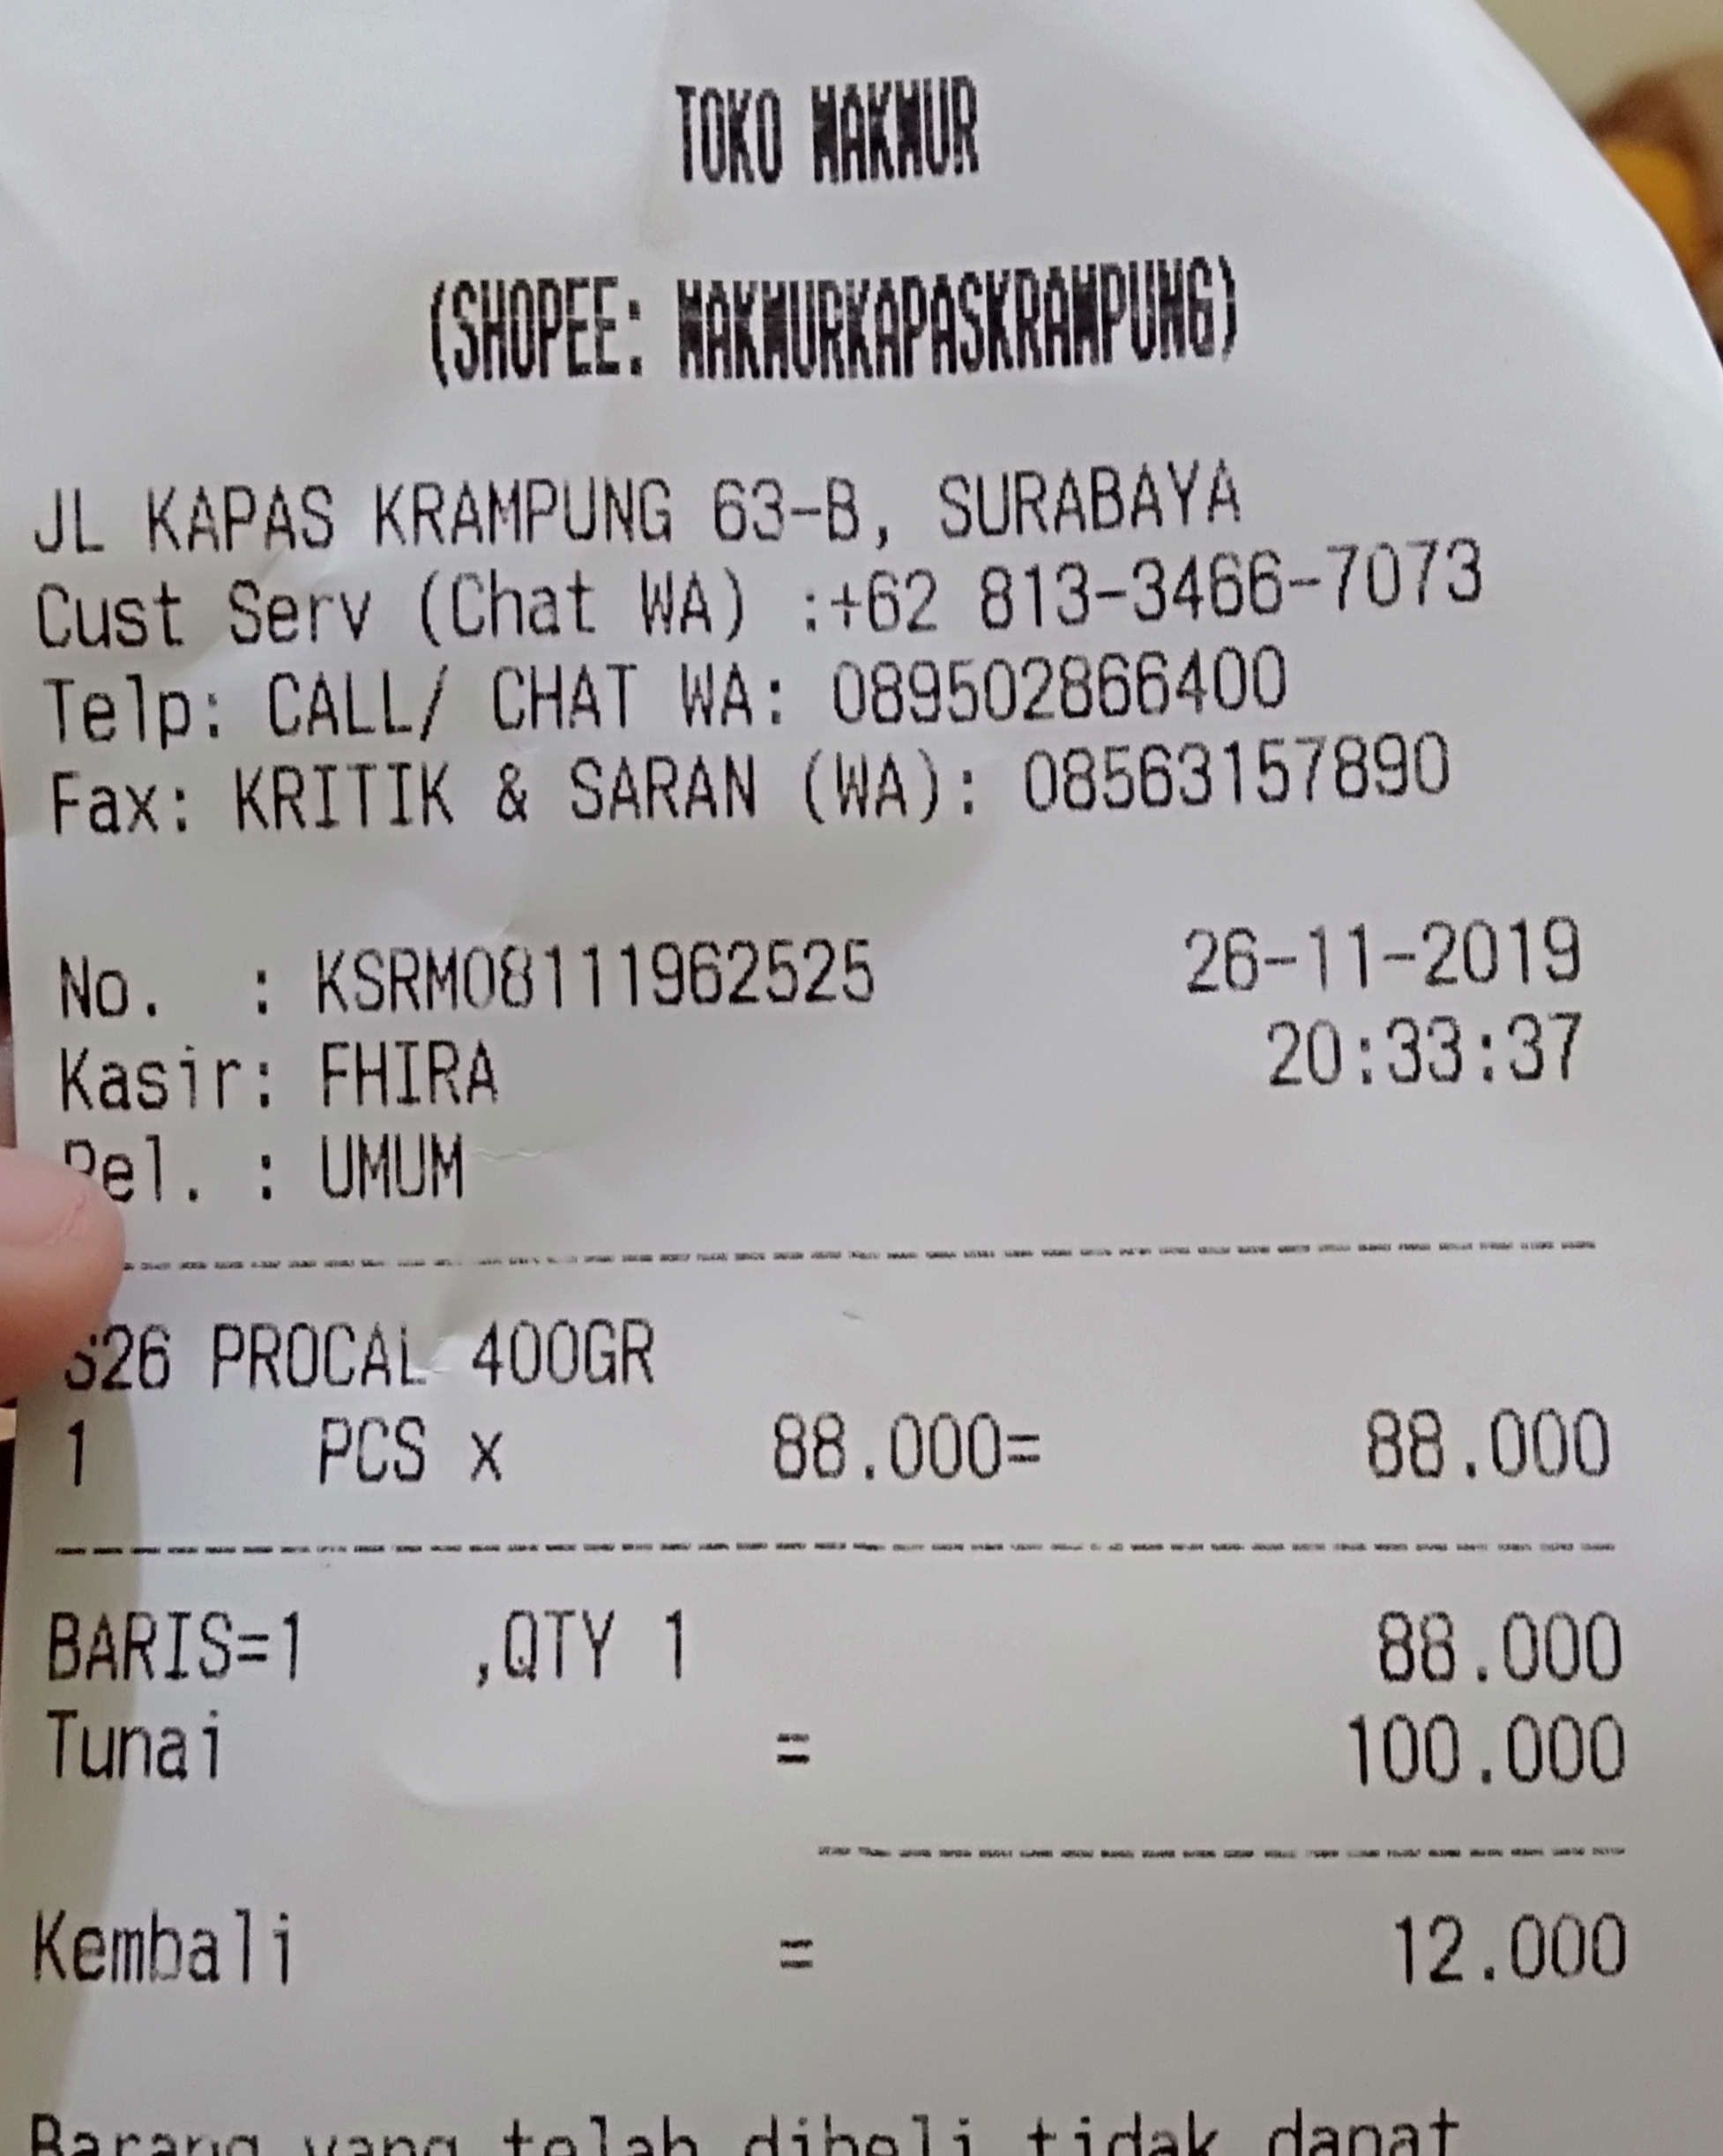 TOKO MAKMUR
(SHOPEE: MAKMURKAPASKRAMPUNG)
JL KAPAS KRAMPUNG 63-B, SURABAYA
Cust Serv (Chat WA) :+62 813-3466-7073
Telp: CALL/ CHAT WA: 089502866400
Fax: KRITIK & SARAN (WA): 08563157890
No. : KSRM08111962525 26-11-2019
Kasir: FHIRA 20:33:37
Pel. : UMUM
S26 PROCAL 400GR
1 PCS x 88.000= 88.000
BARIS=1 ,QTY 1 88.000
Tunai = 100.000
Kembali = 12.000
Barang yang telah dibeli tidak dapat